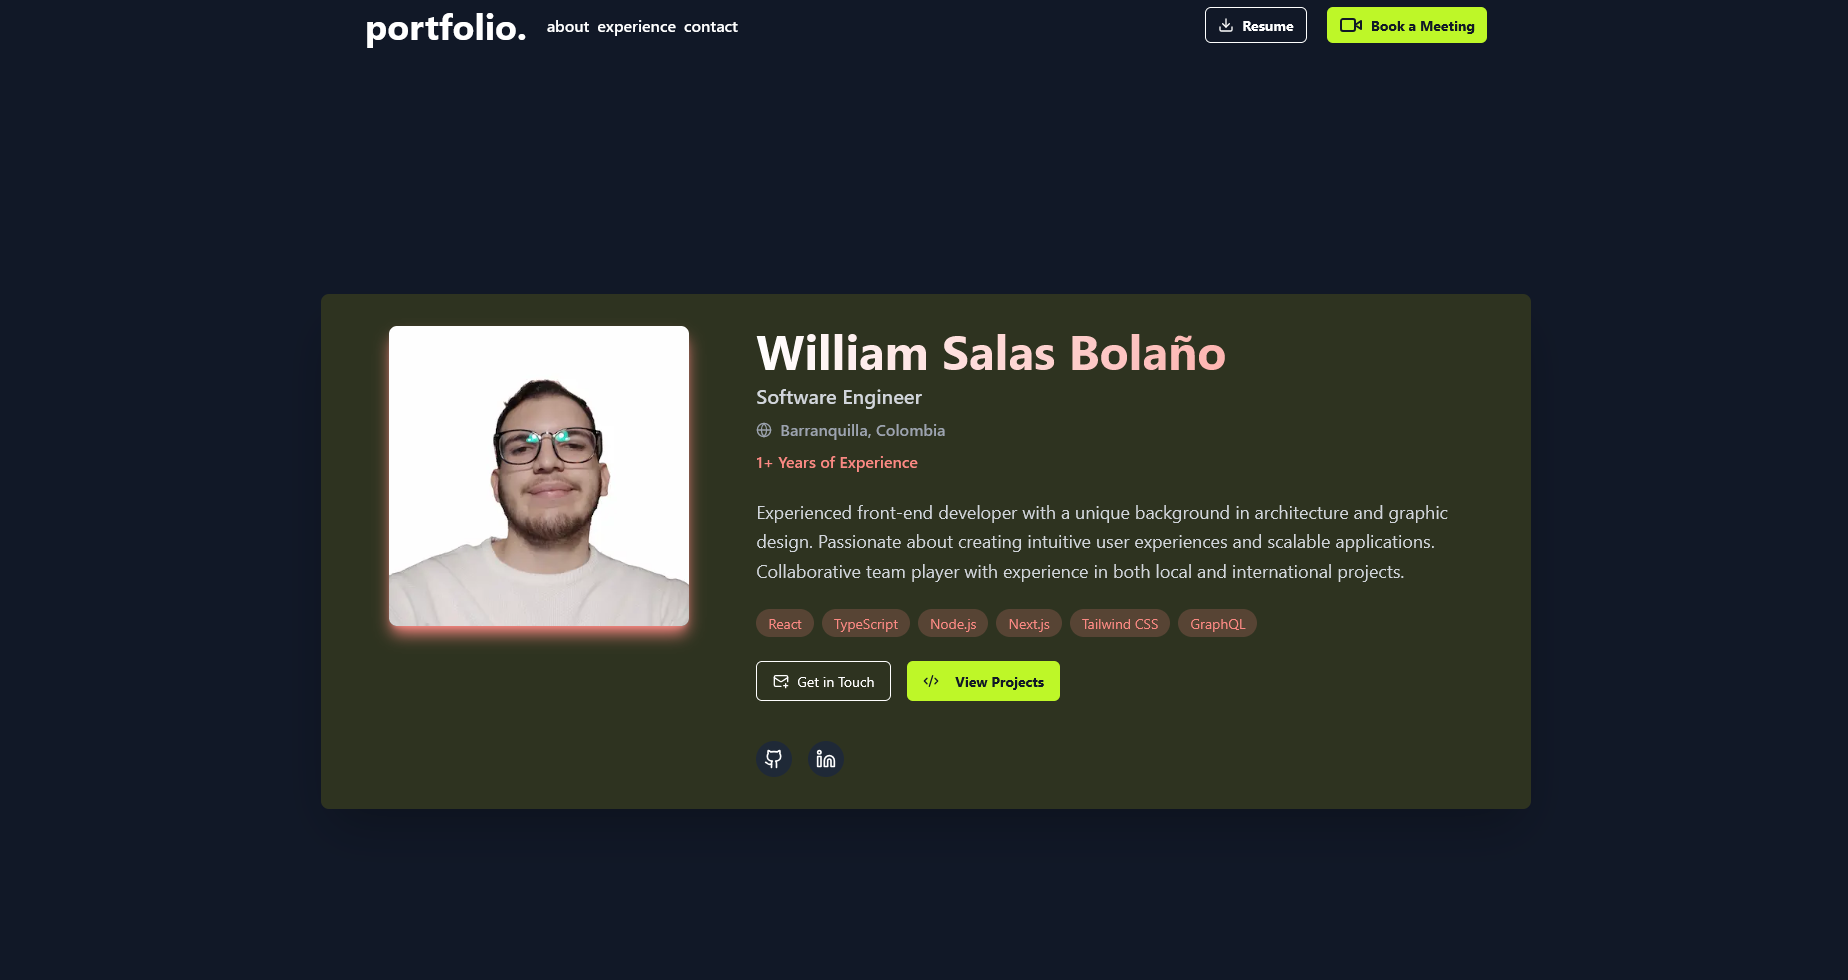 portfolio. about experience contact Resume Book a Meeting
William Salas Bolaño
Software Engineer
Barranquilla, Colombia
1+ Years of Experience
Experienced front-end developer with a unique background in architecture and graphic
design. Passionate about creating intuitive user experiences and scalable applications.
Collaborative team player with experience in both local and international projects.
React TypeScript Node.js Next.js Tailwind CSS GraphQL
Get in Touch View Projects